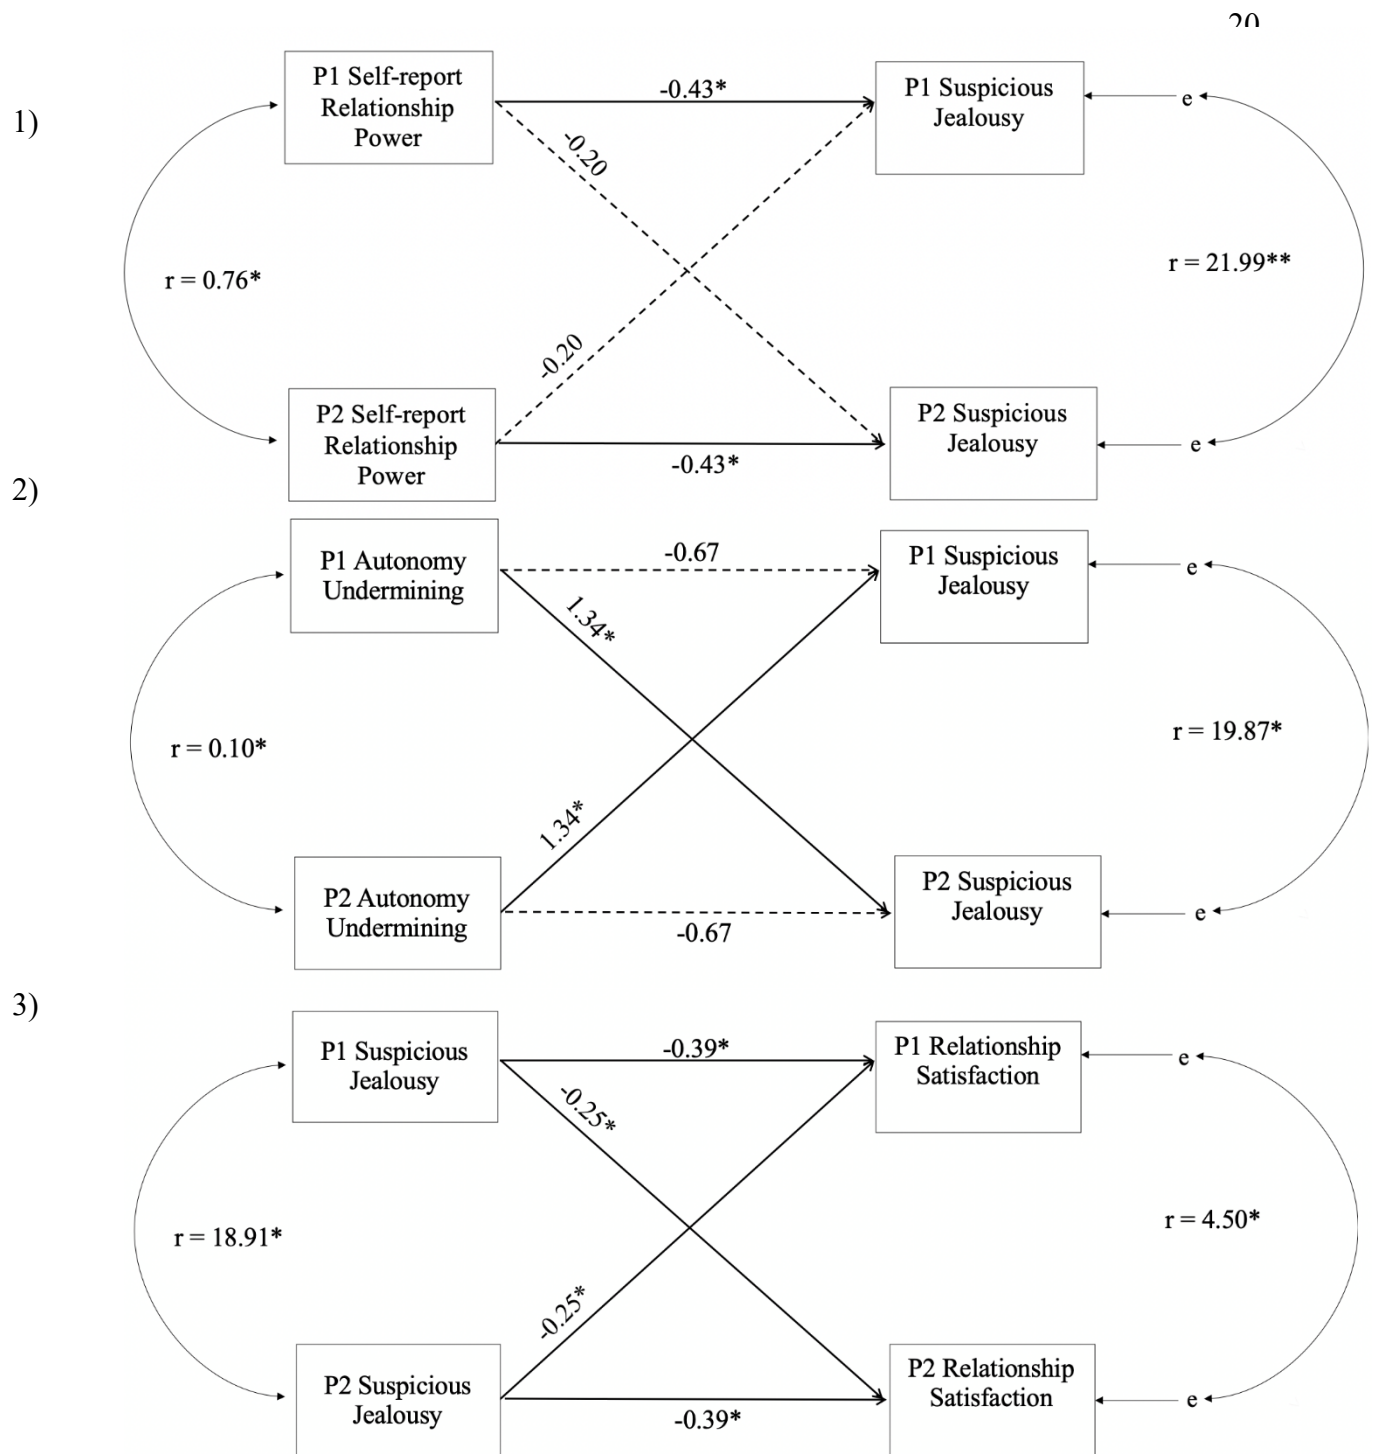 20
1)
P1 Self-report
Relationship
Power
-0.43*
P1 Suspicious
Jealousy
e
-0.20
r = 0.76*
r = 21.99**
-0.20
P2 Self-report
Relationship
Power
-0.43*
P2 Suspicious
Jealousy
e
2)
P1 Autonomy
Undermining
-0.67
P1 Suspicious
Jealousy
e
1.34*
r = 0.10*
r = 19.87*
1.34*
P2 Autonomy
Undermining
-0.67
P2 Suspicious
Jealousy
e
3)
P1 Suspicious
Jealousy
-0.39*
P1 Relationship
Satisfaction
e
-0.25*
r = 18.91*
r = 4.50*
-0.25*
P2 Suspicious
Jealousy
-0.39*
P2 Relationship
Satisfaction
e